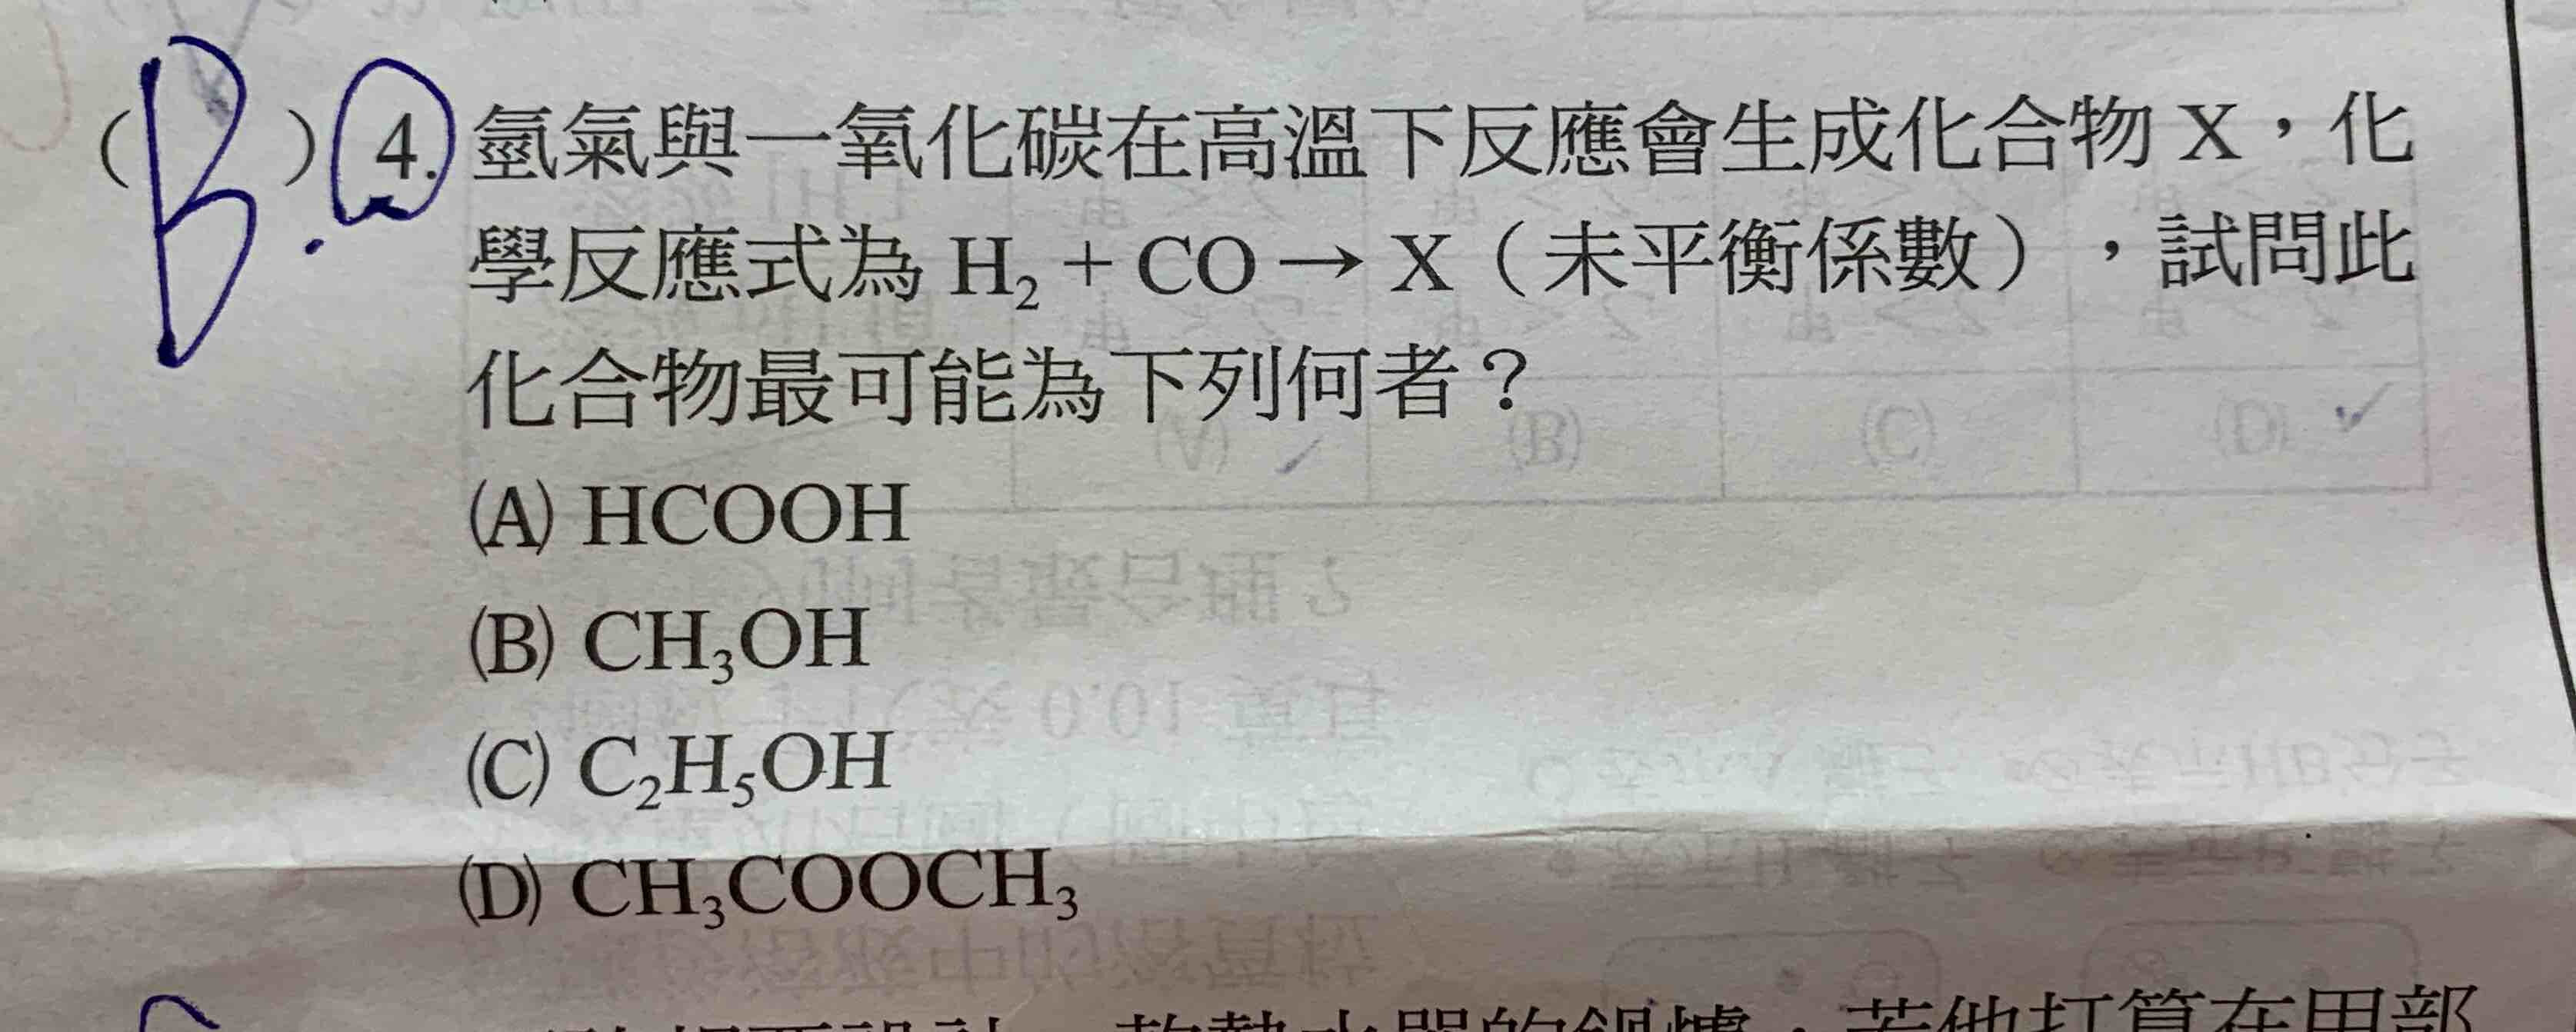 (B)4.氫氣與一氧化碳在高溫下反應會生成化合物 X，化
學反應式為 H₂ + CO → X（未平衡係數），試問此
化合物最可能為下列何者？
(A) HCOOH
(B) CH₃OH
(C) C₂H₅OH
(D) CH₃COOCH₃